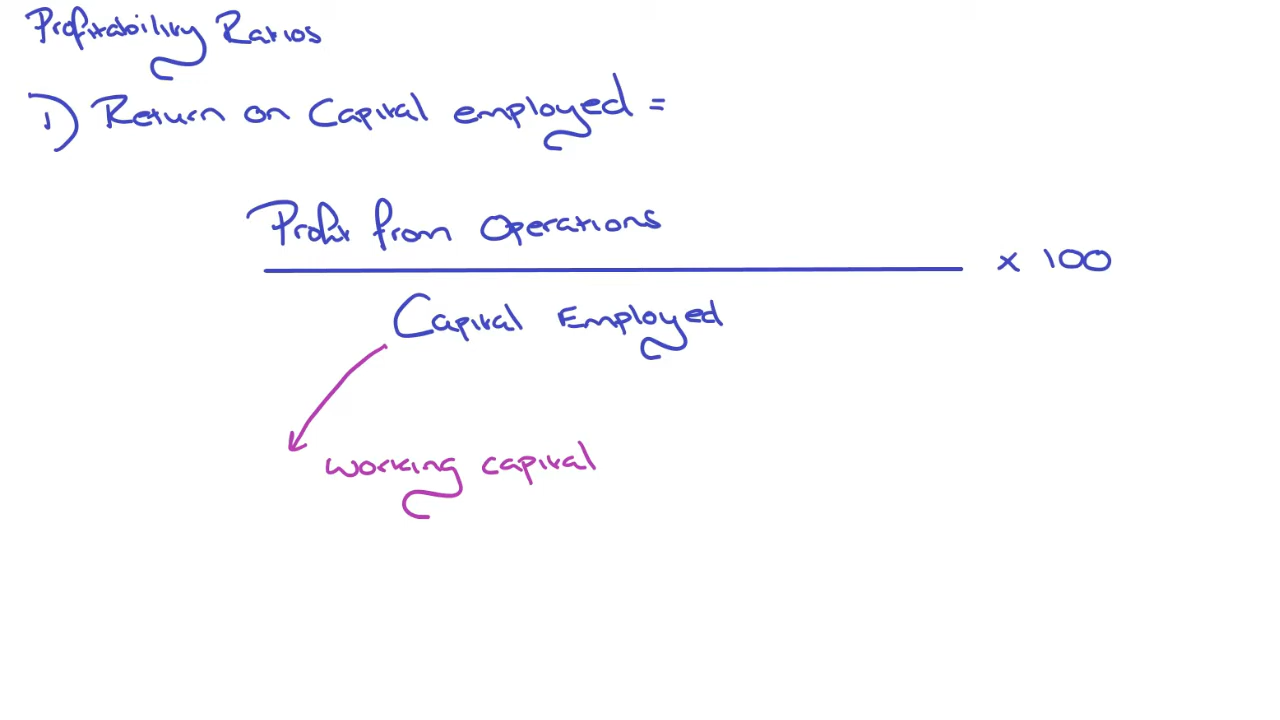 Profitability Ratios
1) Return on Capital employed =
Profit from Operations
x 100
Capital Employed
working capital